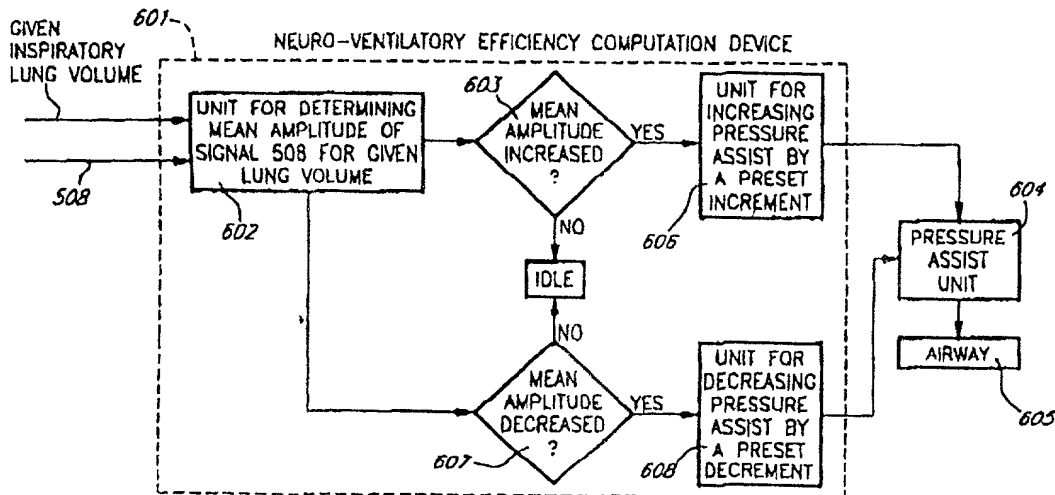 601
NEURO-VENTILATORY EFFICIENCY COMPUTATION DEVICE
GIVEN
INSPIRATORY
LUNG VOLUME
508
UNIT FOR DETERMINING
MEAN AMPLITUDE OF
SIGNAL 508 FOR GIVEN
LUNG VOLUME
602
603
MEAN
AMPLITUDE
INCREASED
?
YES
NO
UNIT FOR
INCREASING
PRESSURE
ASSIST BY
A PRESET
INCREMENT
606
604
PRESSURE
ASSIST
UNIT
AIRWAY
605
IDLE
NO
MEAN
AMPLITUDE
DECREASED
?
YES
607
UNIT FOR
DECREASING
PRESSURE
ASSIST BY
A PRESET
DECREMENT
608